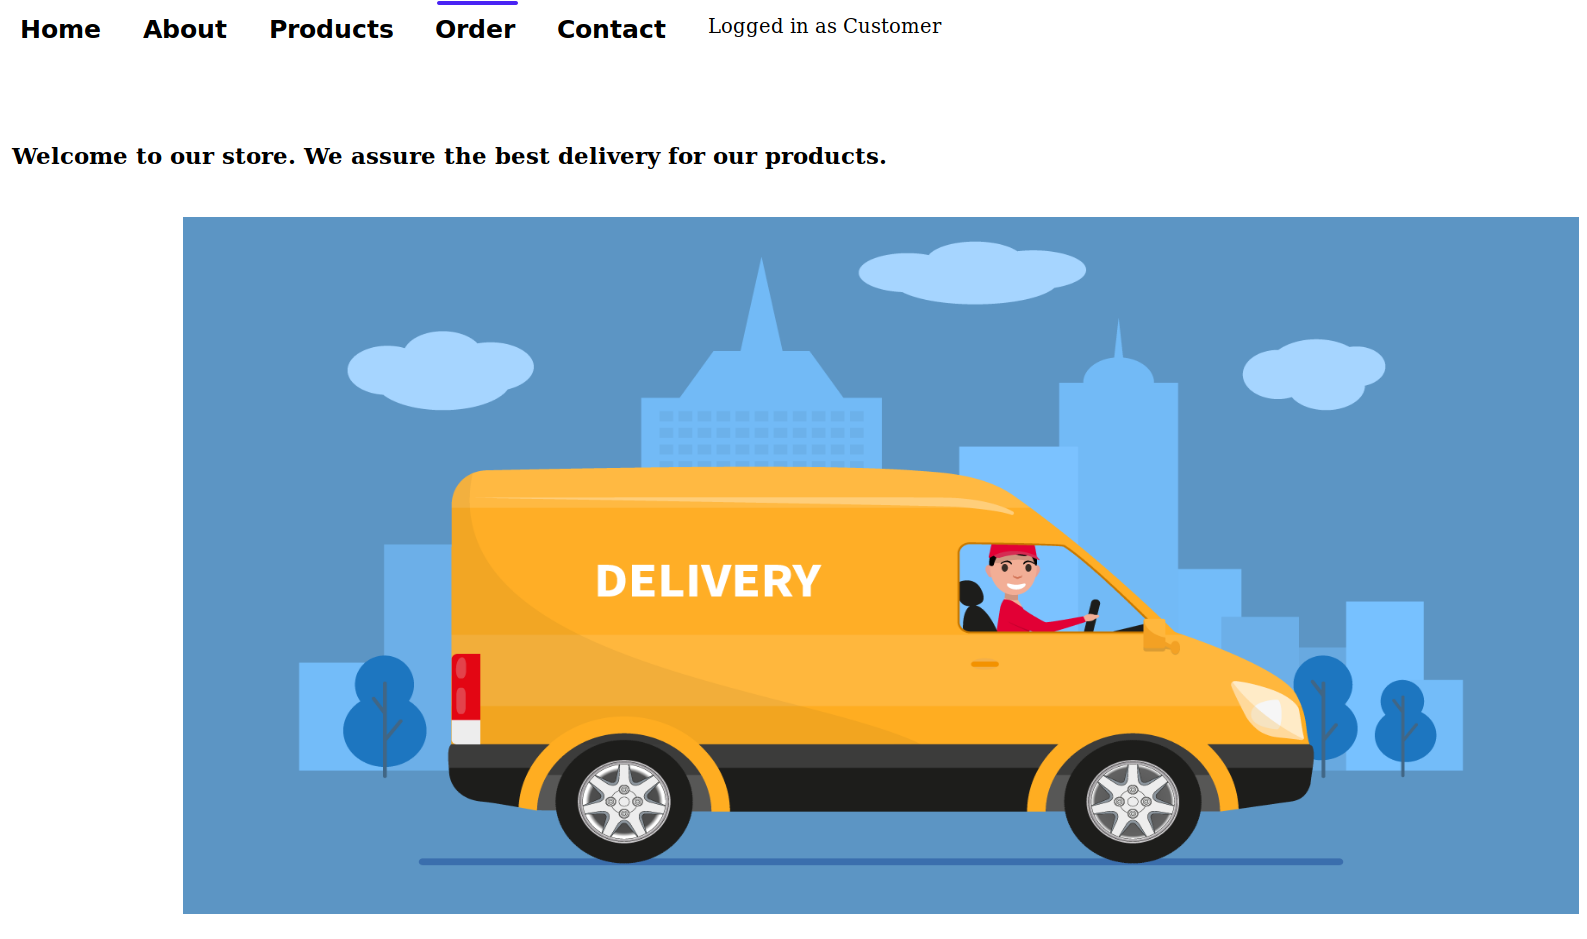 Home About Products Order Contact Logged in as Customer
Welcome to our store. We assure the best delivery for our products.
DELIVERY